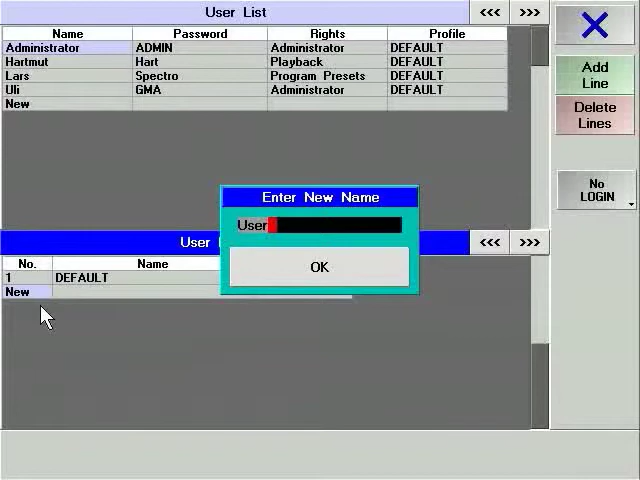 User List <<< >>>
Name Password Rights Profile
Administrator ADMIN Administrator DEFAULT
Hartmut Hart Playback DEFAULT
Lars Spectro Program Presets DEFAULT
Uli GMA Administrator DEFAULT
New
Add
Line
Delete
Lines
No
LOGIN
Enter New Name
User
OK
User <<< >>>
No. Name
1 DEFAULT
New